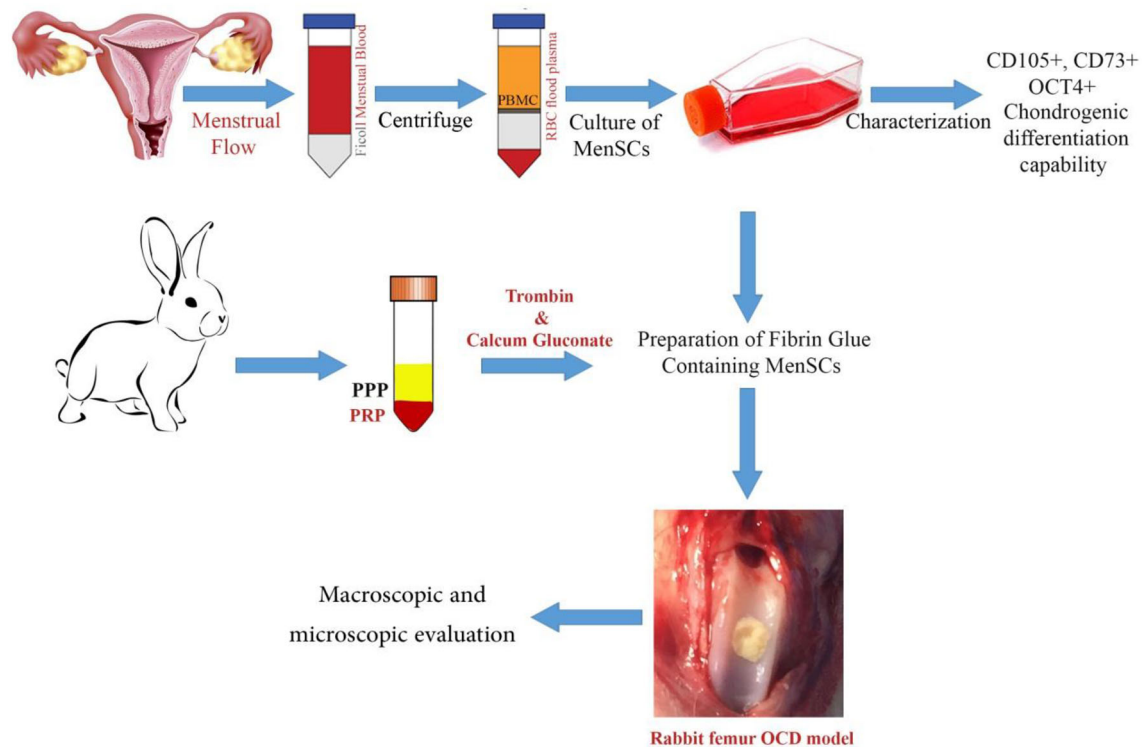 Menstrual
Flow
Ficoll Menstual Blood
Centrifuge
PBMC
RBC flood plasma
Culture of
MenSCs
Characterization
CD105+, CD73+
OCT4+
Chondrogenic
differentiation
capability
PPP
PRP
Trombin
&
Calcum Gluconate
Preparation of Fibrin Glue
Containing MenSCs
Macroscopic and
microscopic evaluation
Rabbit femur OCD model